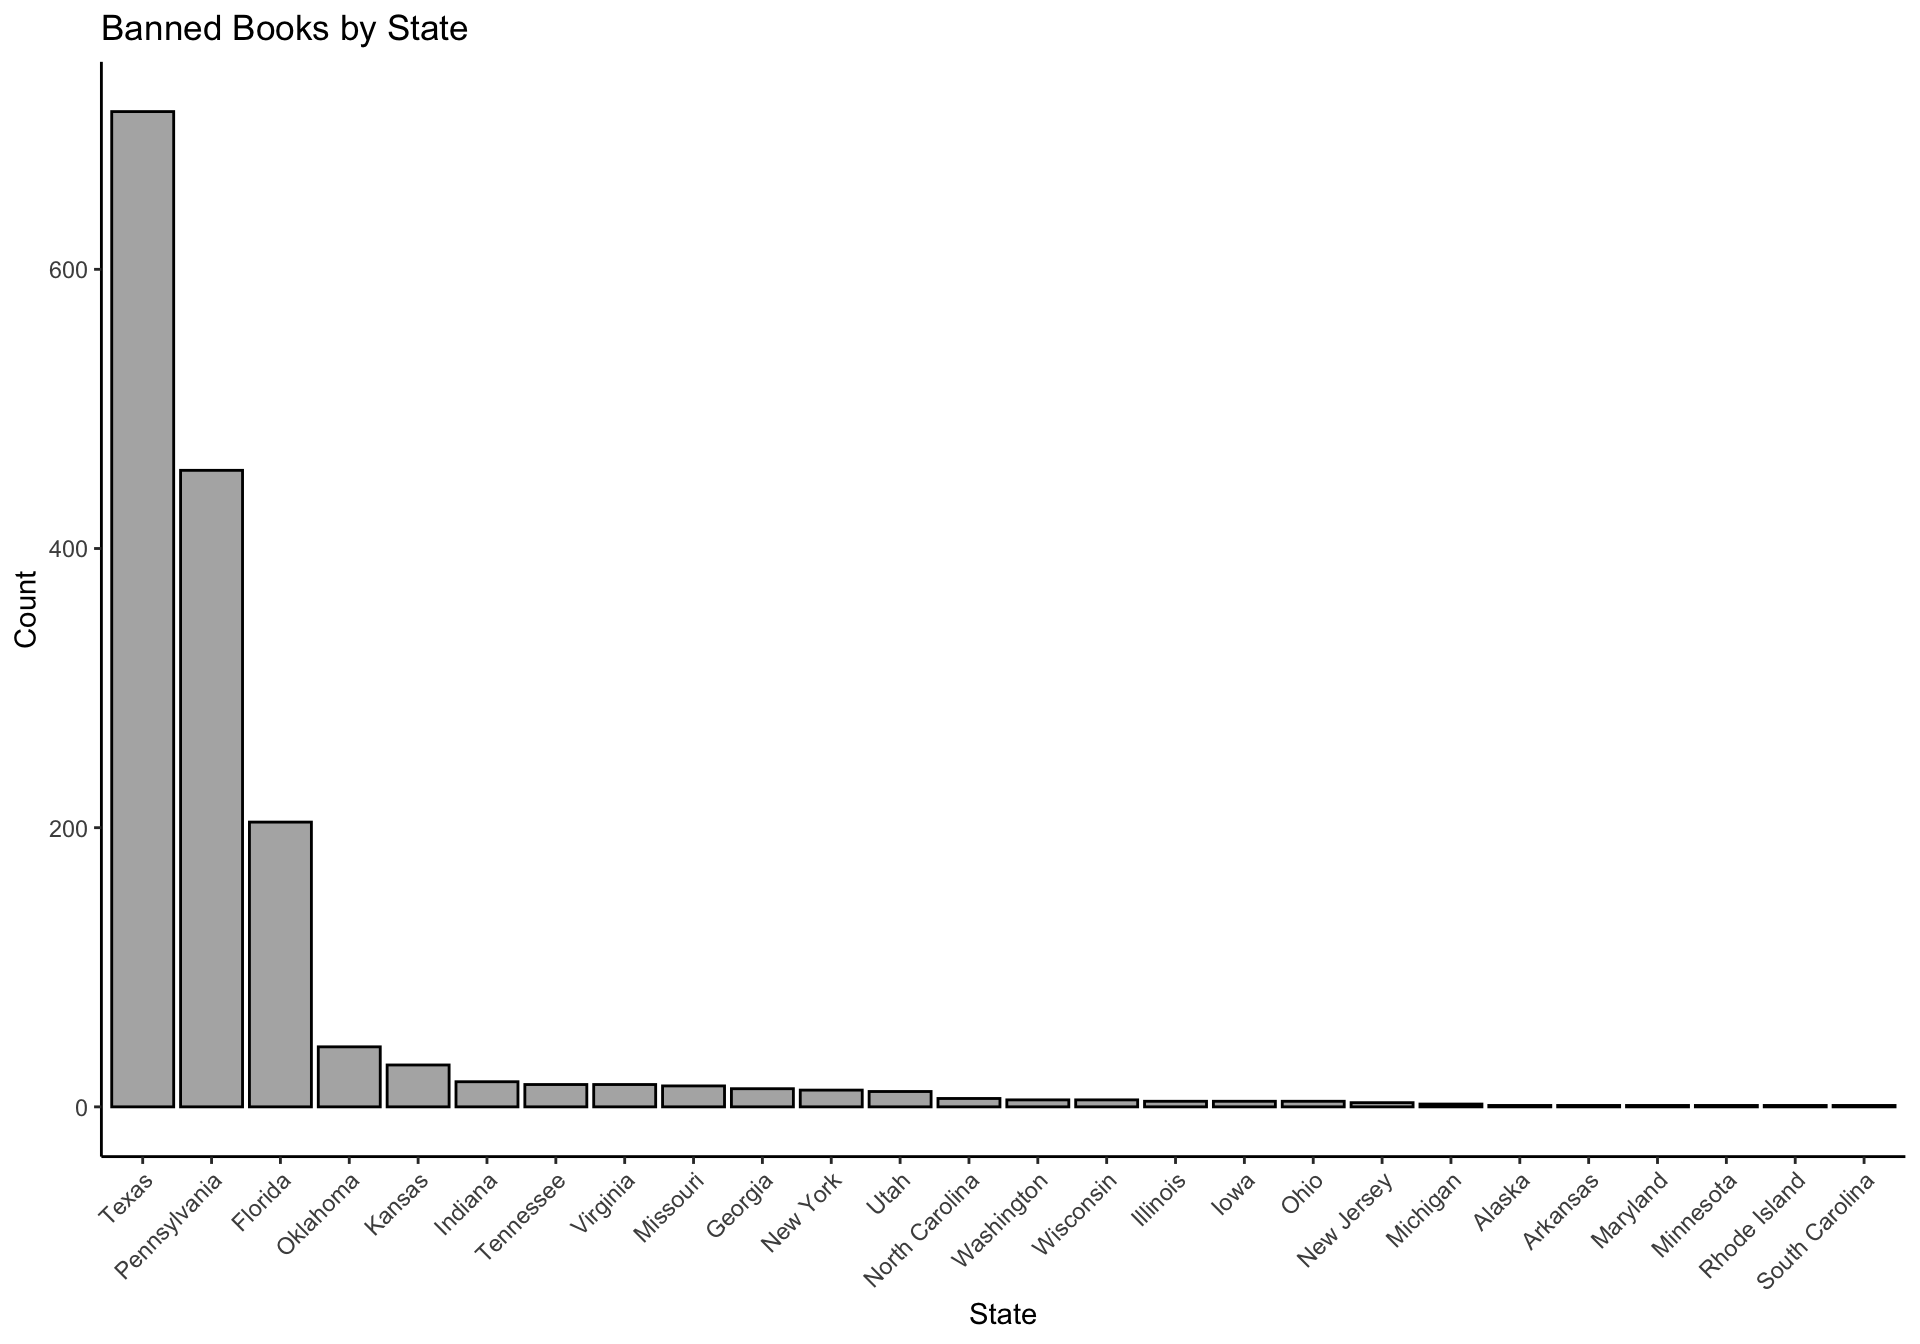 Banned Books by State
Count
600
400
200
0
Texas
Pennsylvania
Florida
Oklahoma
Kansas
Indiana
Tennessee
Virginia
Missouri
Georgia
New York
Utah
North Carolina
Washington
Wisconsin
Illinois
Iowa
Ohio
New Jersey
Michigan
Alaska
Arkansas
Maryland
Minnesota
Rhode Island
South Carolina
State